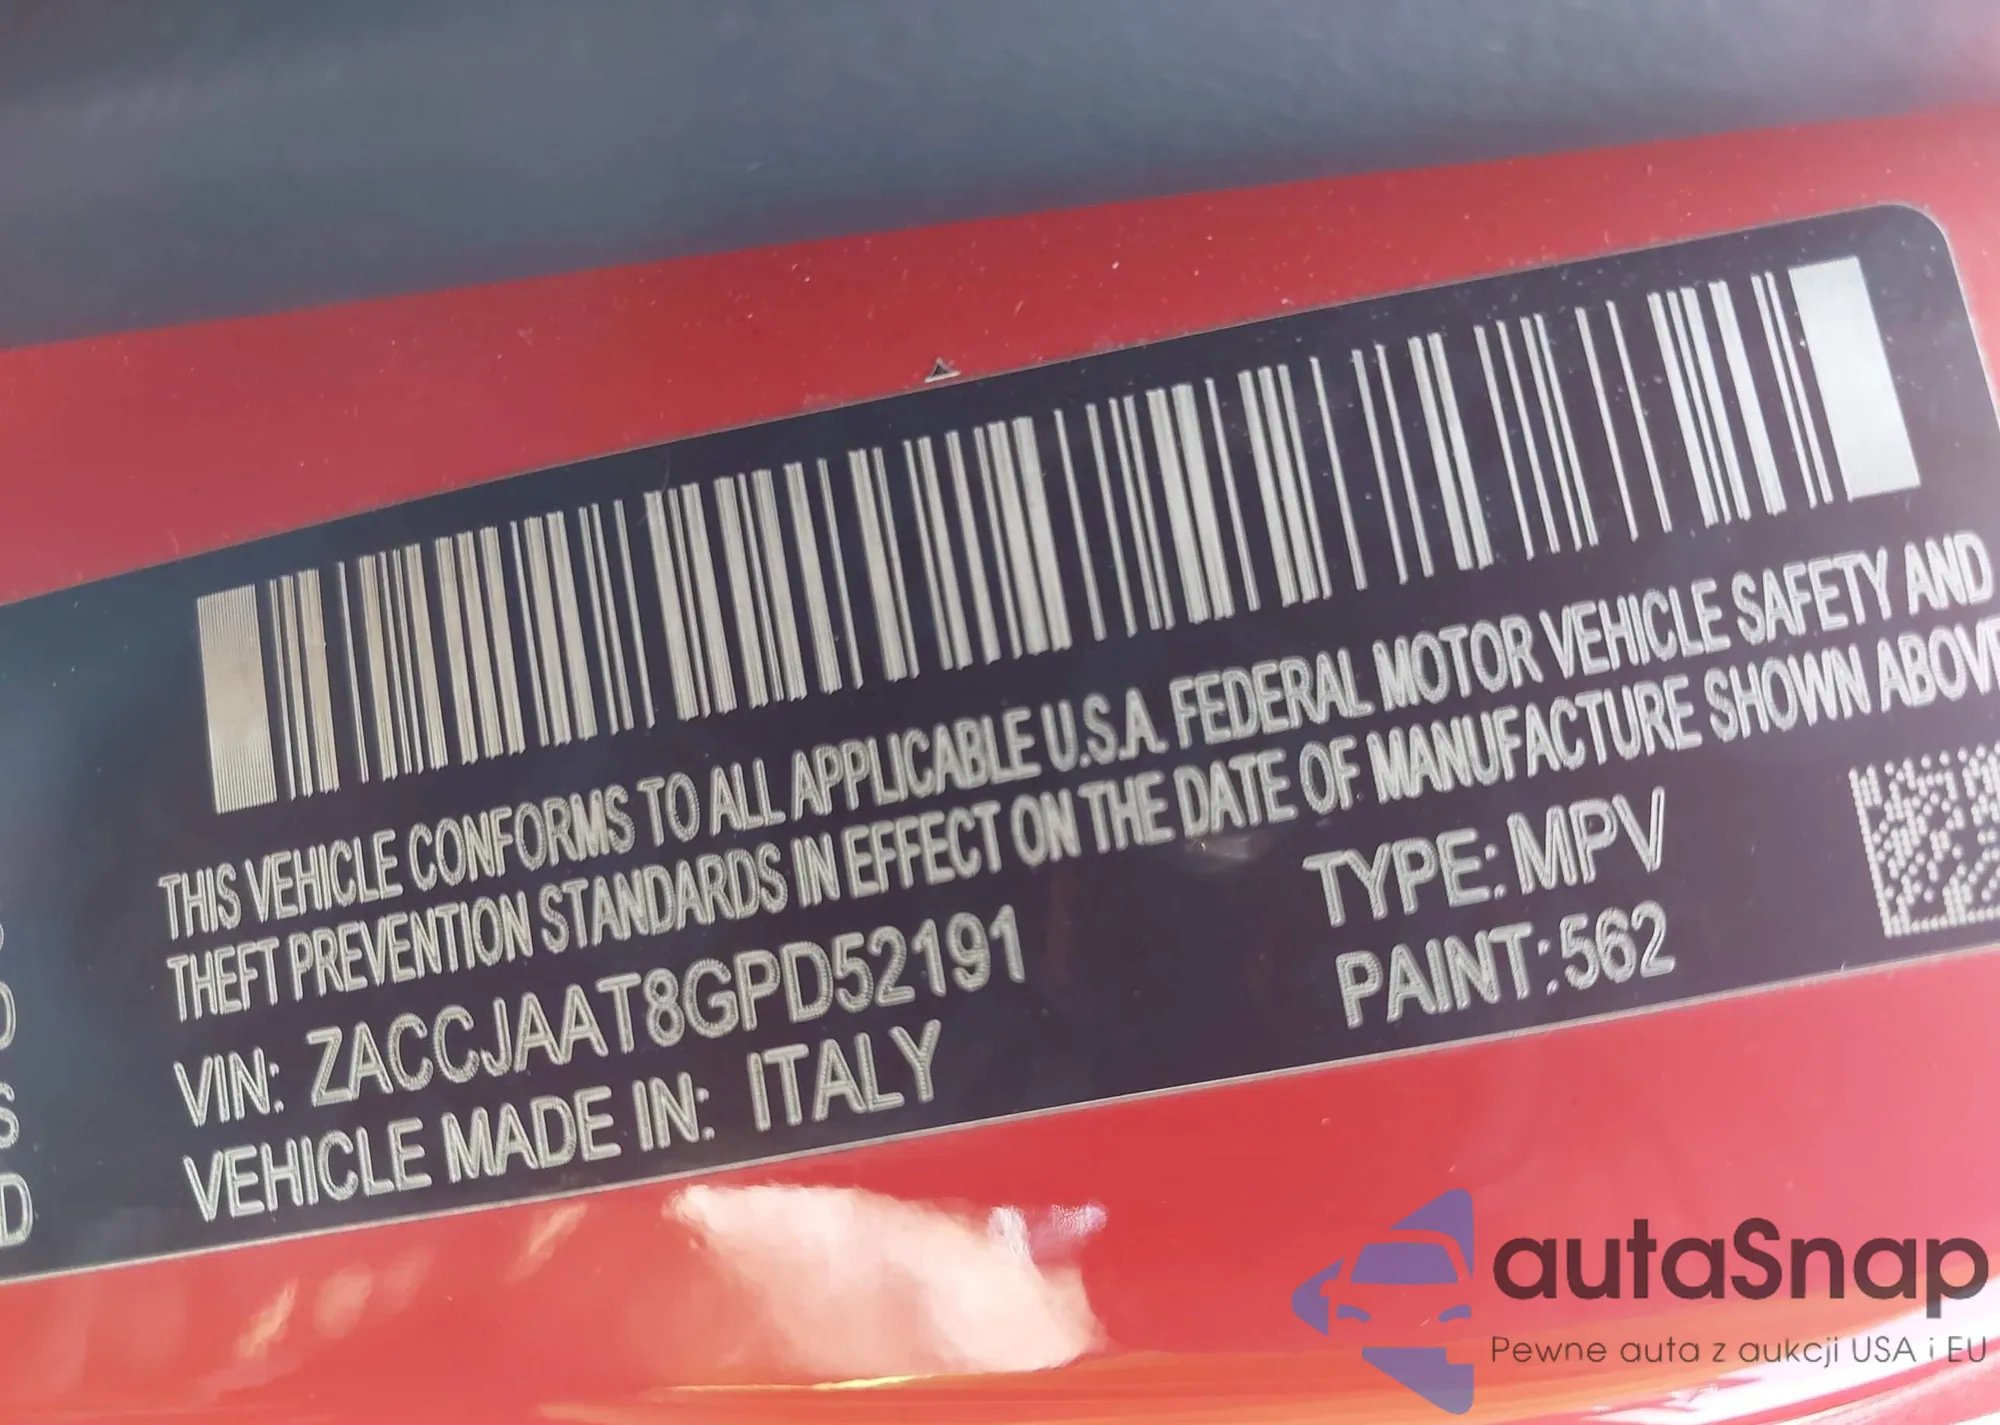 THIS VEHICLE CONFORMS TO ALL APPLICABLE U.S.A. FEDERAL MOTOR VEHICLE SAFETY AND
THEFT PREVENTION STANDARDS IN EFFECT ON THE DATE OF MANUFACTURE SHOWN
VIN: ZACCJAAT8GPD52191
TYPE: MPV
VEHICLE MADE IN: ITALY
PAINT: 562
autaSnap
Pewne auta z aukcji USA i EU